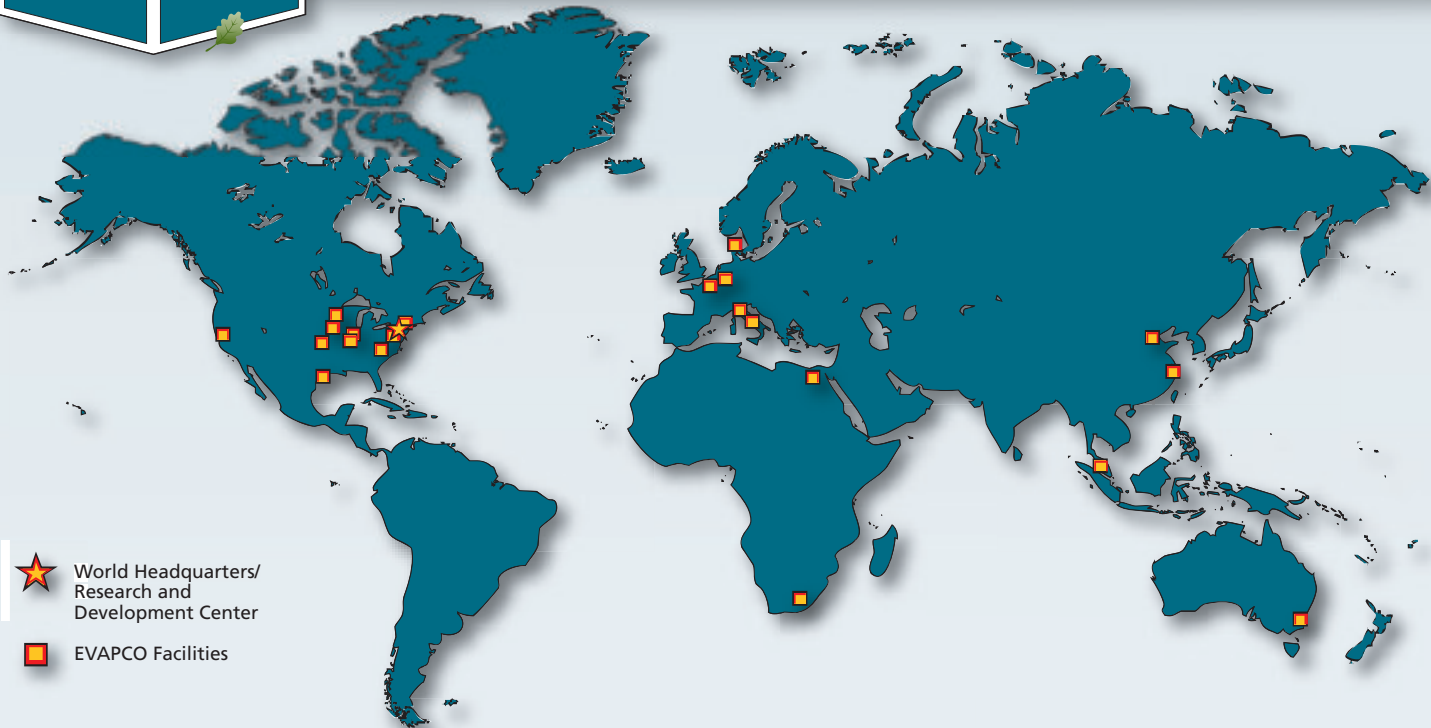 World Headquarters/
Research and
Development Center
EVAPCO Facilities